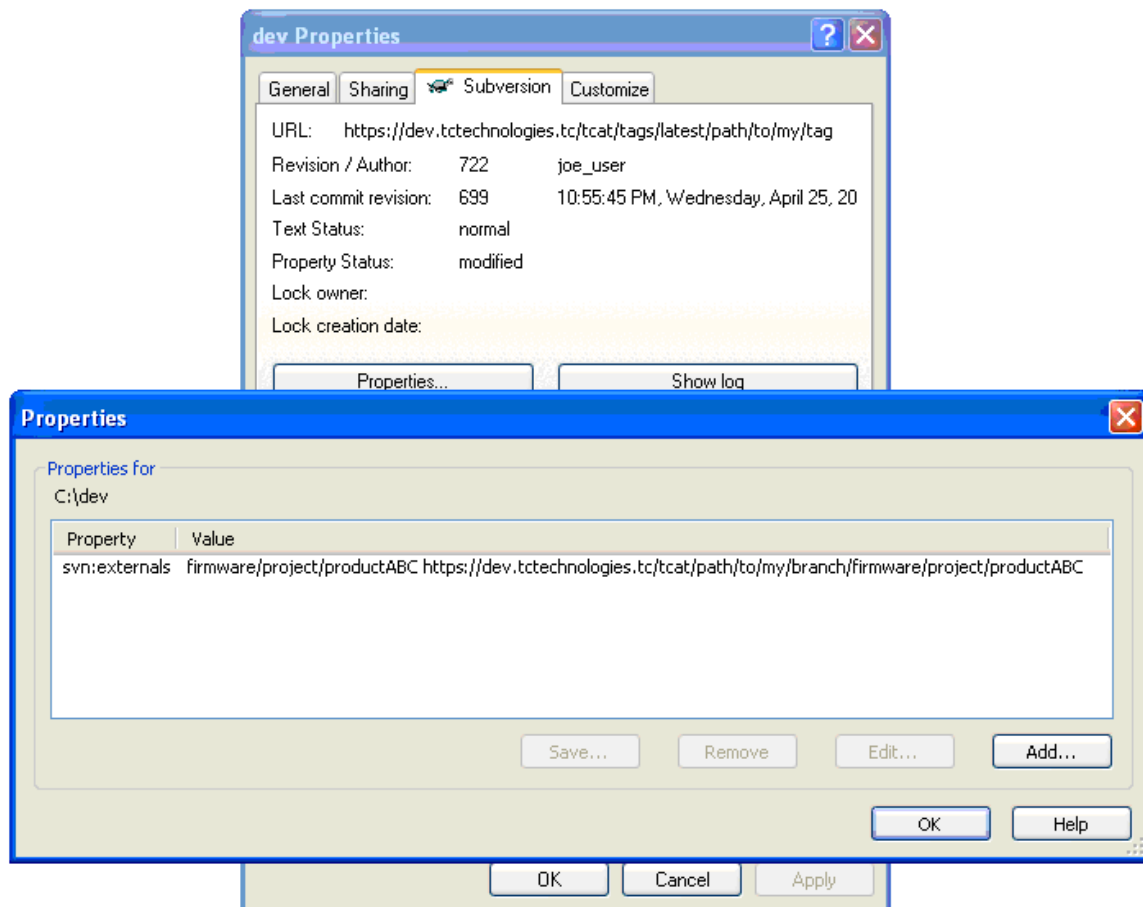 dev Properties
General Sharing Subversion Customize
URL: https://dev.tctechnologies.tc/tcat/tags/latest/path/to/my/tag
Revision / Author: 722 joe_user
Last commit revision: 699 10:55:45 PM, Wednesday, April 25, 20
Text Status: normal
Property Status: modified
Lock owner:
Lock creation date:
Properties... Show log
Properties
Properties for
C:\dev
Property Value
svn:externals firmware/project/productABC https://dev.tctechnologies.tc/tcat/path/to/my/branch/firmware/project/productABC
Save... Remove Edit... Add...
OK Help
OK Cancel Apply